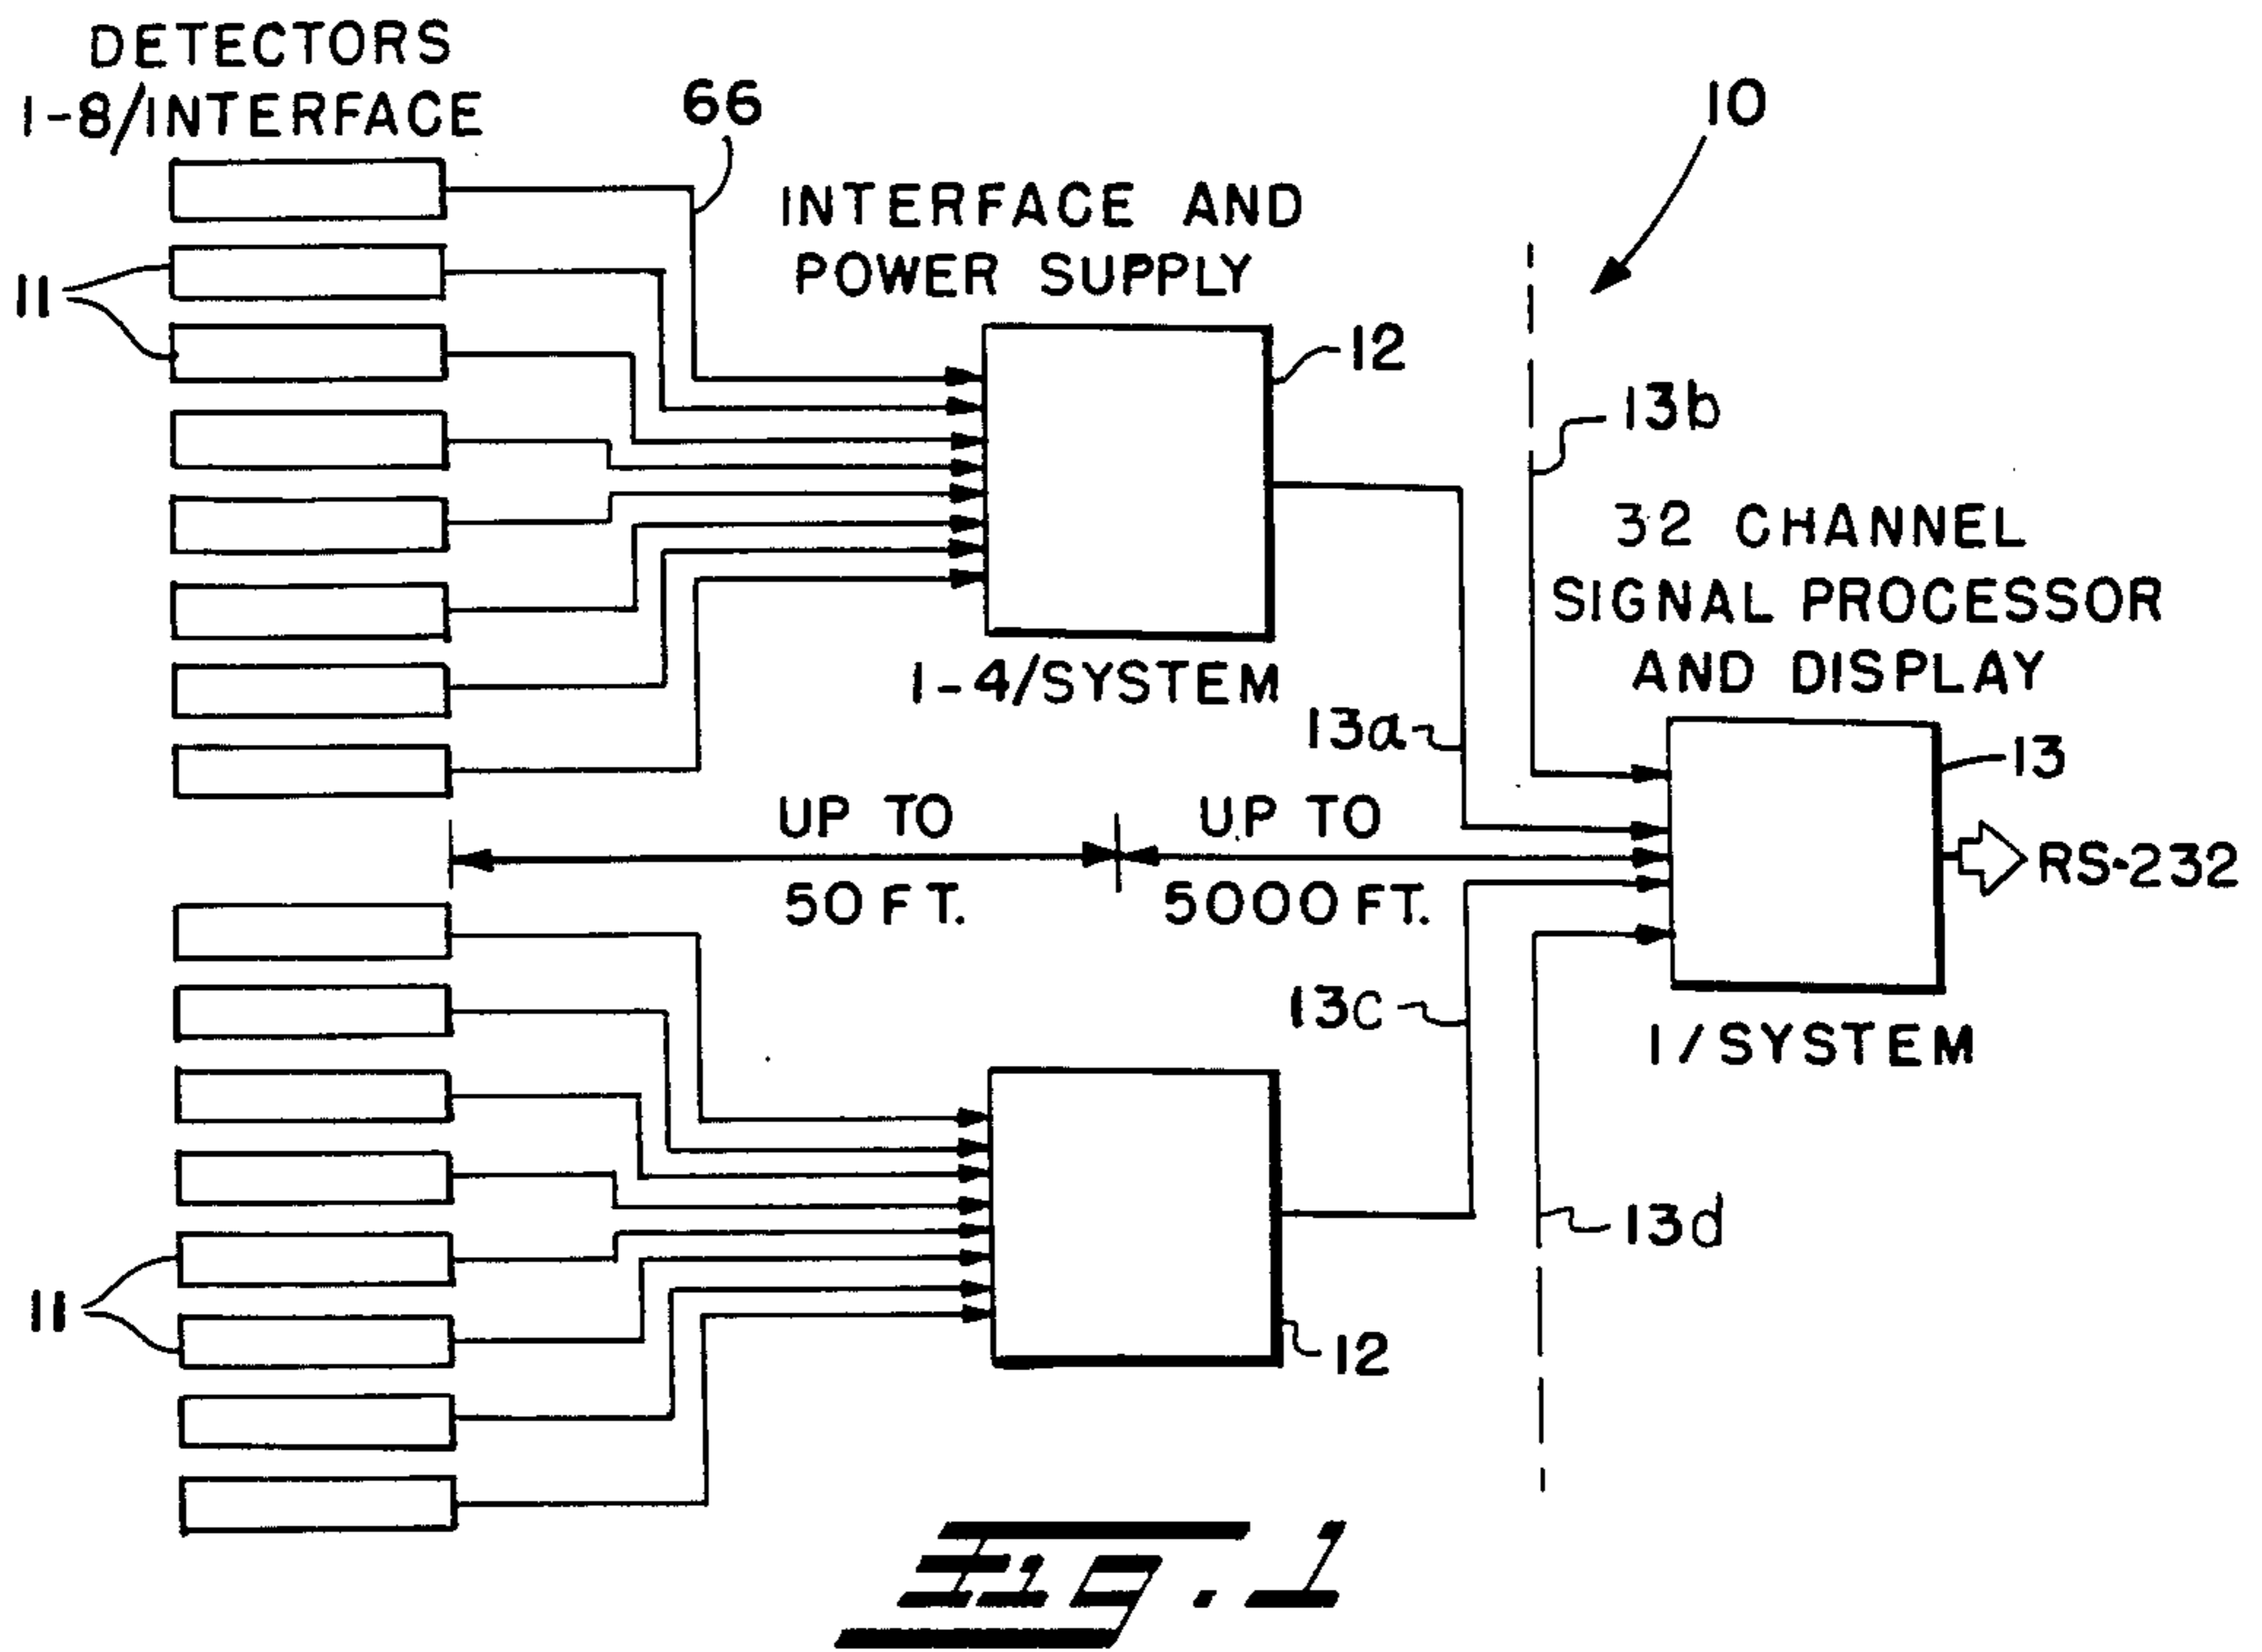 DETECTORS
1-8/INTERFACE
66
10
INTERFACE AND
POWER SUPPLY
11
12
13b
32 CHANNEL
SIGNAL PROCESSOR
AND DISPLAY
1-4/SYSTEM
13a
13
UP TO
50 FT.
UP TO
5000 FT.
RS-232
13c
1/SYSTEM
13d
11
12
Fig. 1